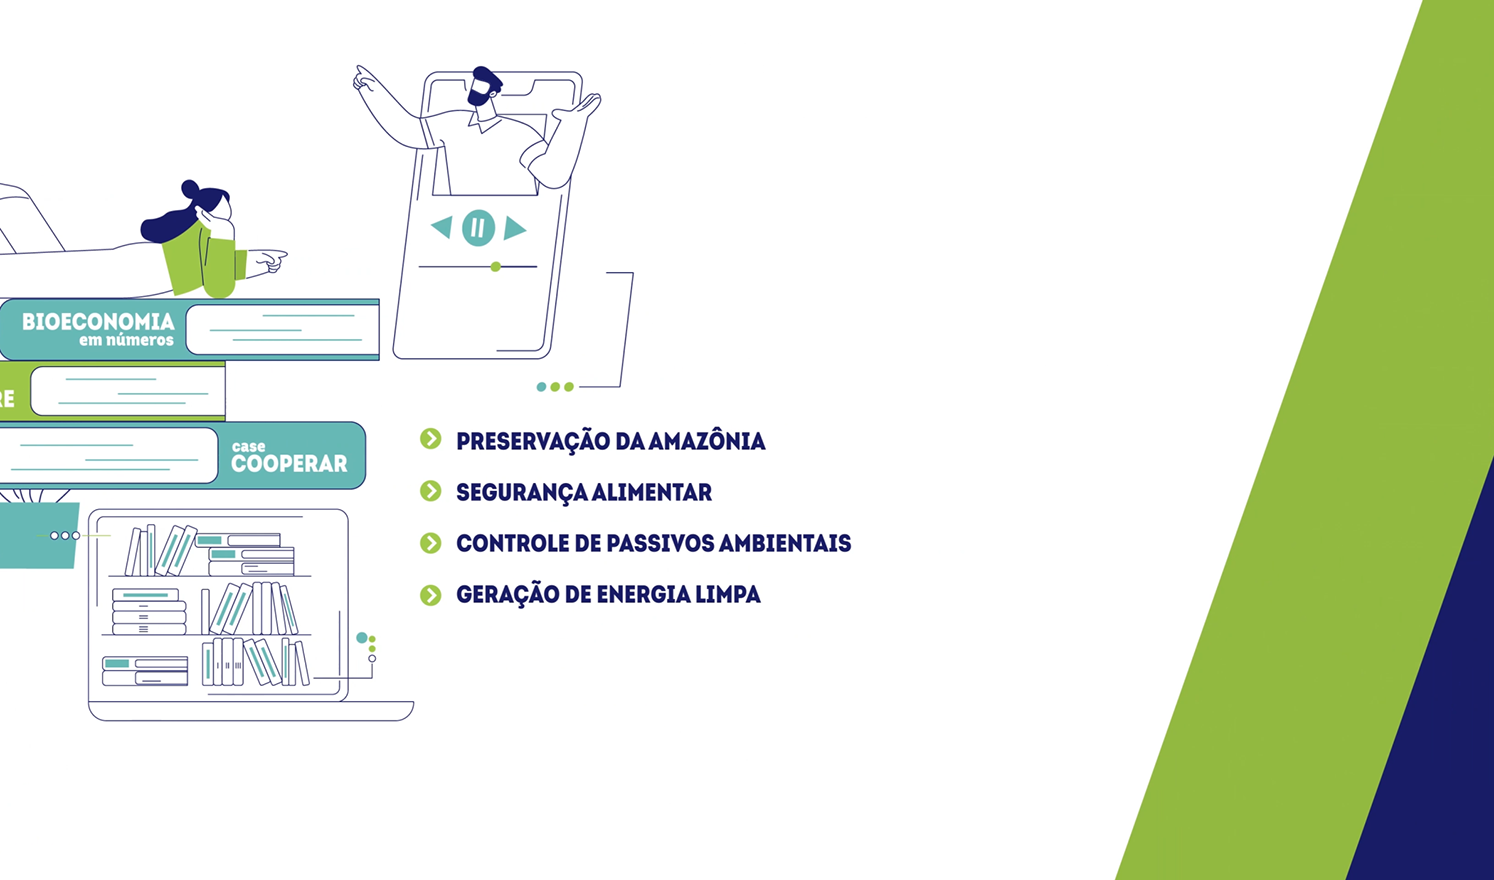 BIOECONOMIA
em números
RE
case
COOPERAR
PRESERVAÇÃO DA AMAZÔNIA
SEGURANÇA ALIMENTAR
CONTROLE DE PASSIVOS AMBIENTAIS
GERAÇÃO DE ENERGIA LIMPA